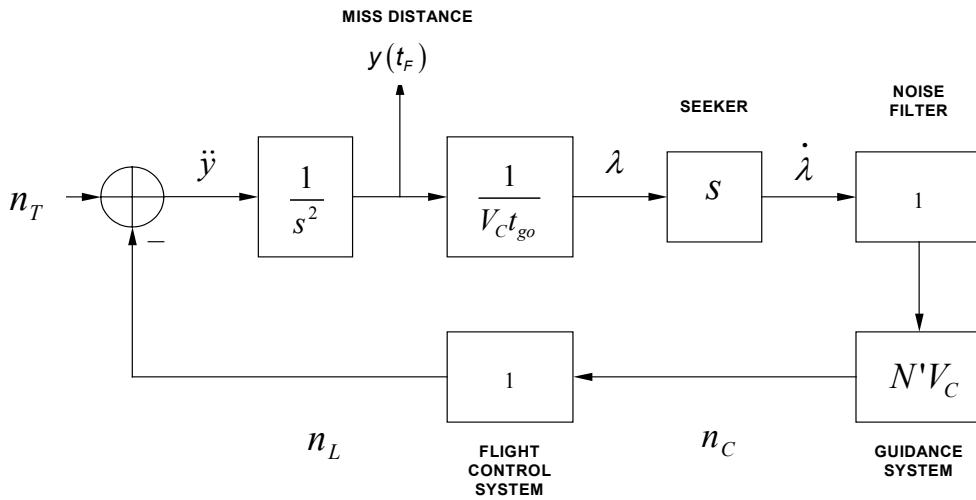 MISS DISTANCE
y(t_F)
SEEKER
NOISE
FILTER
n_T
ÿ
1
s²
1
V_C t_go
λ
s
λ̇
1
−
1
N'V_C
n_L
n_C
FLIGHT
CONTROL
SYSTEM
GUIDANCE
SYSTEM